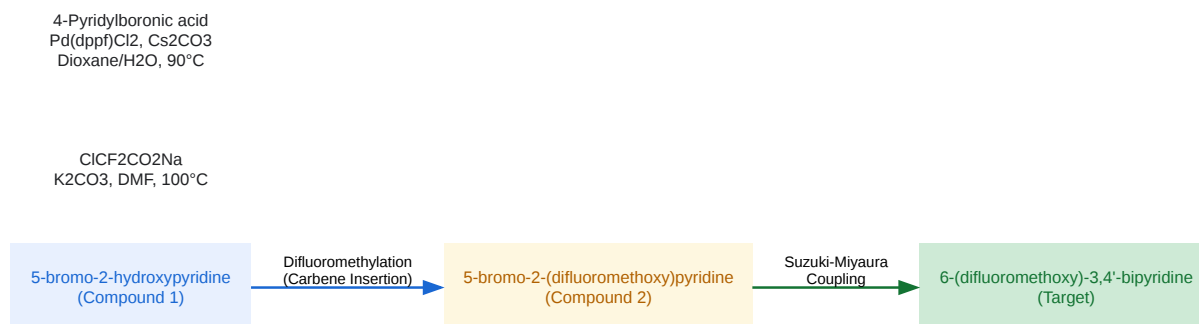 4-Pyridylboronic acid
Pd(dppf)Cl2, Cs2CO3
Dioxane/H2O, 90°C
ClCF2CO2Na
K2CO3, DMF, 100°C
5-bromo-2-hydroxypyridine
(Compound 1)
Difluoromethylation
(Carbene Insertion)
5-bromo-2-(difluoromethoxy)pyridine
(Compound 2)
Suzuki-Miyaura
Coupling
6-(difluoromethoxy)-3,4'-bipyridine
(Target)